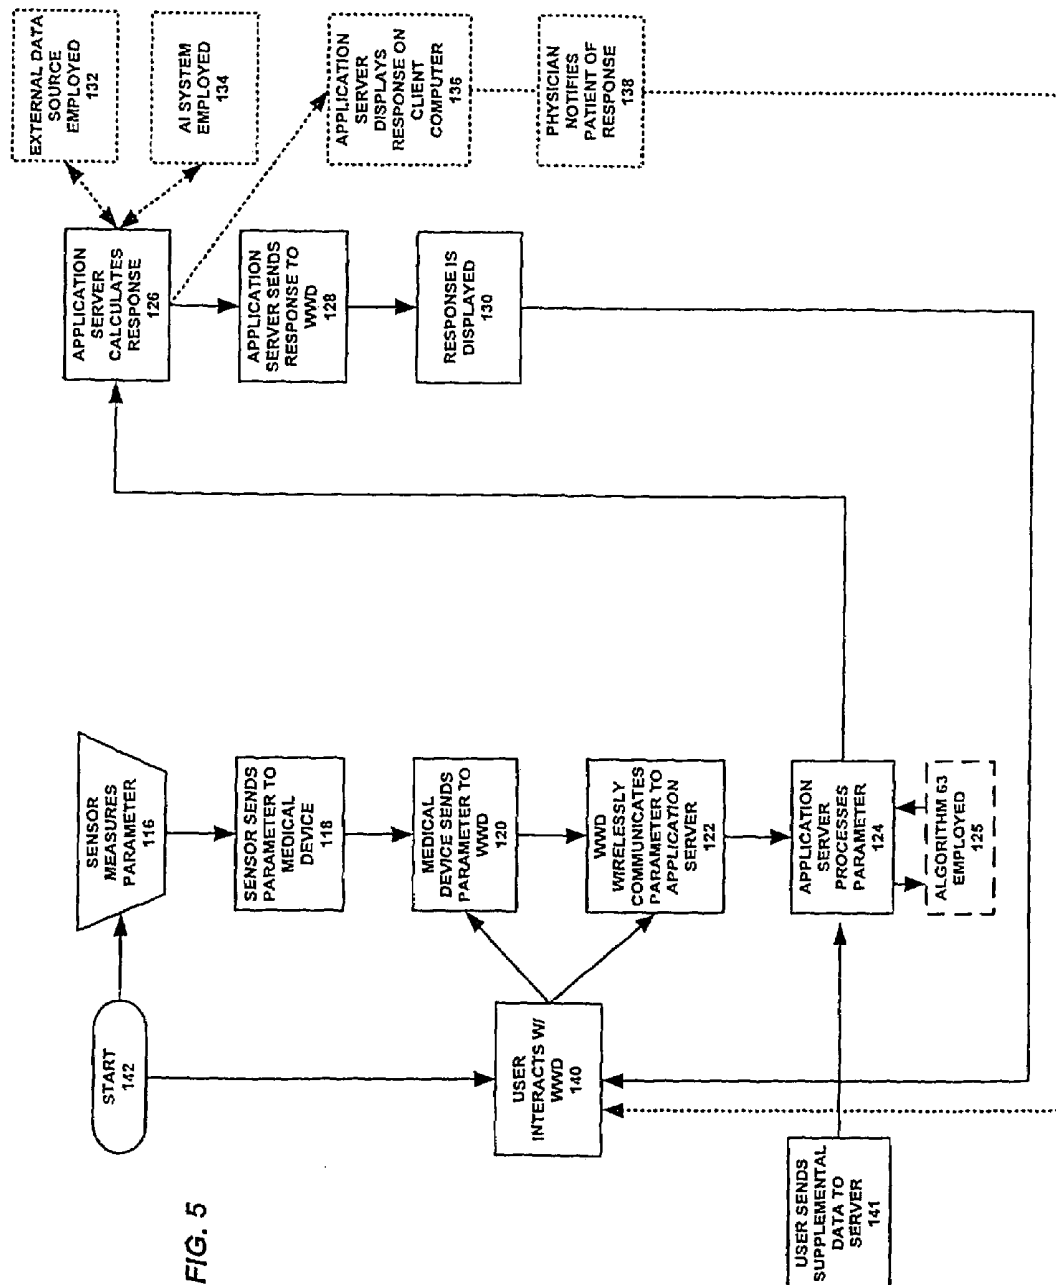 START
142
SENSOR
MEASURES
PARAMETER
116
SENSOR SENDS
PARAMETER TO
MEDICAL
DEVICE
118
MEDICAL
DEVICE SENDS
PARAMETER TO
WWD
120
WWD
WIRELESSLY
COMMUNICATES
PARAMETER TO
APPLICATION
SERVER
122
APPLICATION
SERVER
PROCESSES
PARAMETER
124
ALGORITHM 63
EMPLOYED
125
USER
INTERACTS W/
WWD
140
USER SENDS
SUPPLEMENTAL
DATA TO
SERVER
141
APPLICATION
SERVER
CALCULATES
RESPONSE
126
APPLICATION
SERVER SENDS
RESPONSE TO
WWD
128
RESPONSE IS
DISPLAYED
130
EXTERNAL DATA
SOURCE
EMPLOYED
132
AI SYSTEM
EMPLOYED
134
APPLICATION
SERVER
DISPLAYS
RESPONSE ON
CLIENT
COMPUTER
136
PHYSICIAN
NOTIFIES
PATIENT OF
RESPONSE
138
FIG. 5